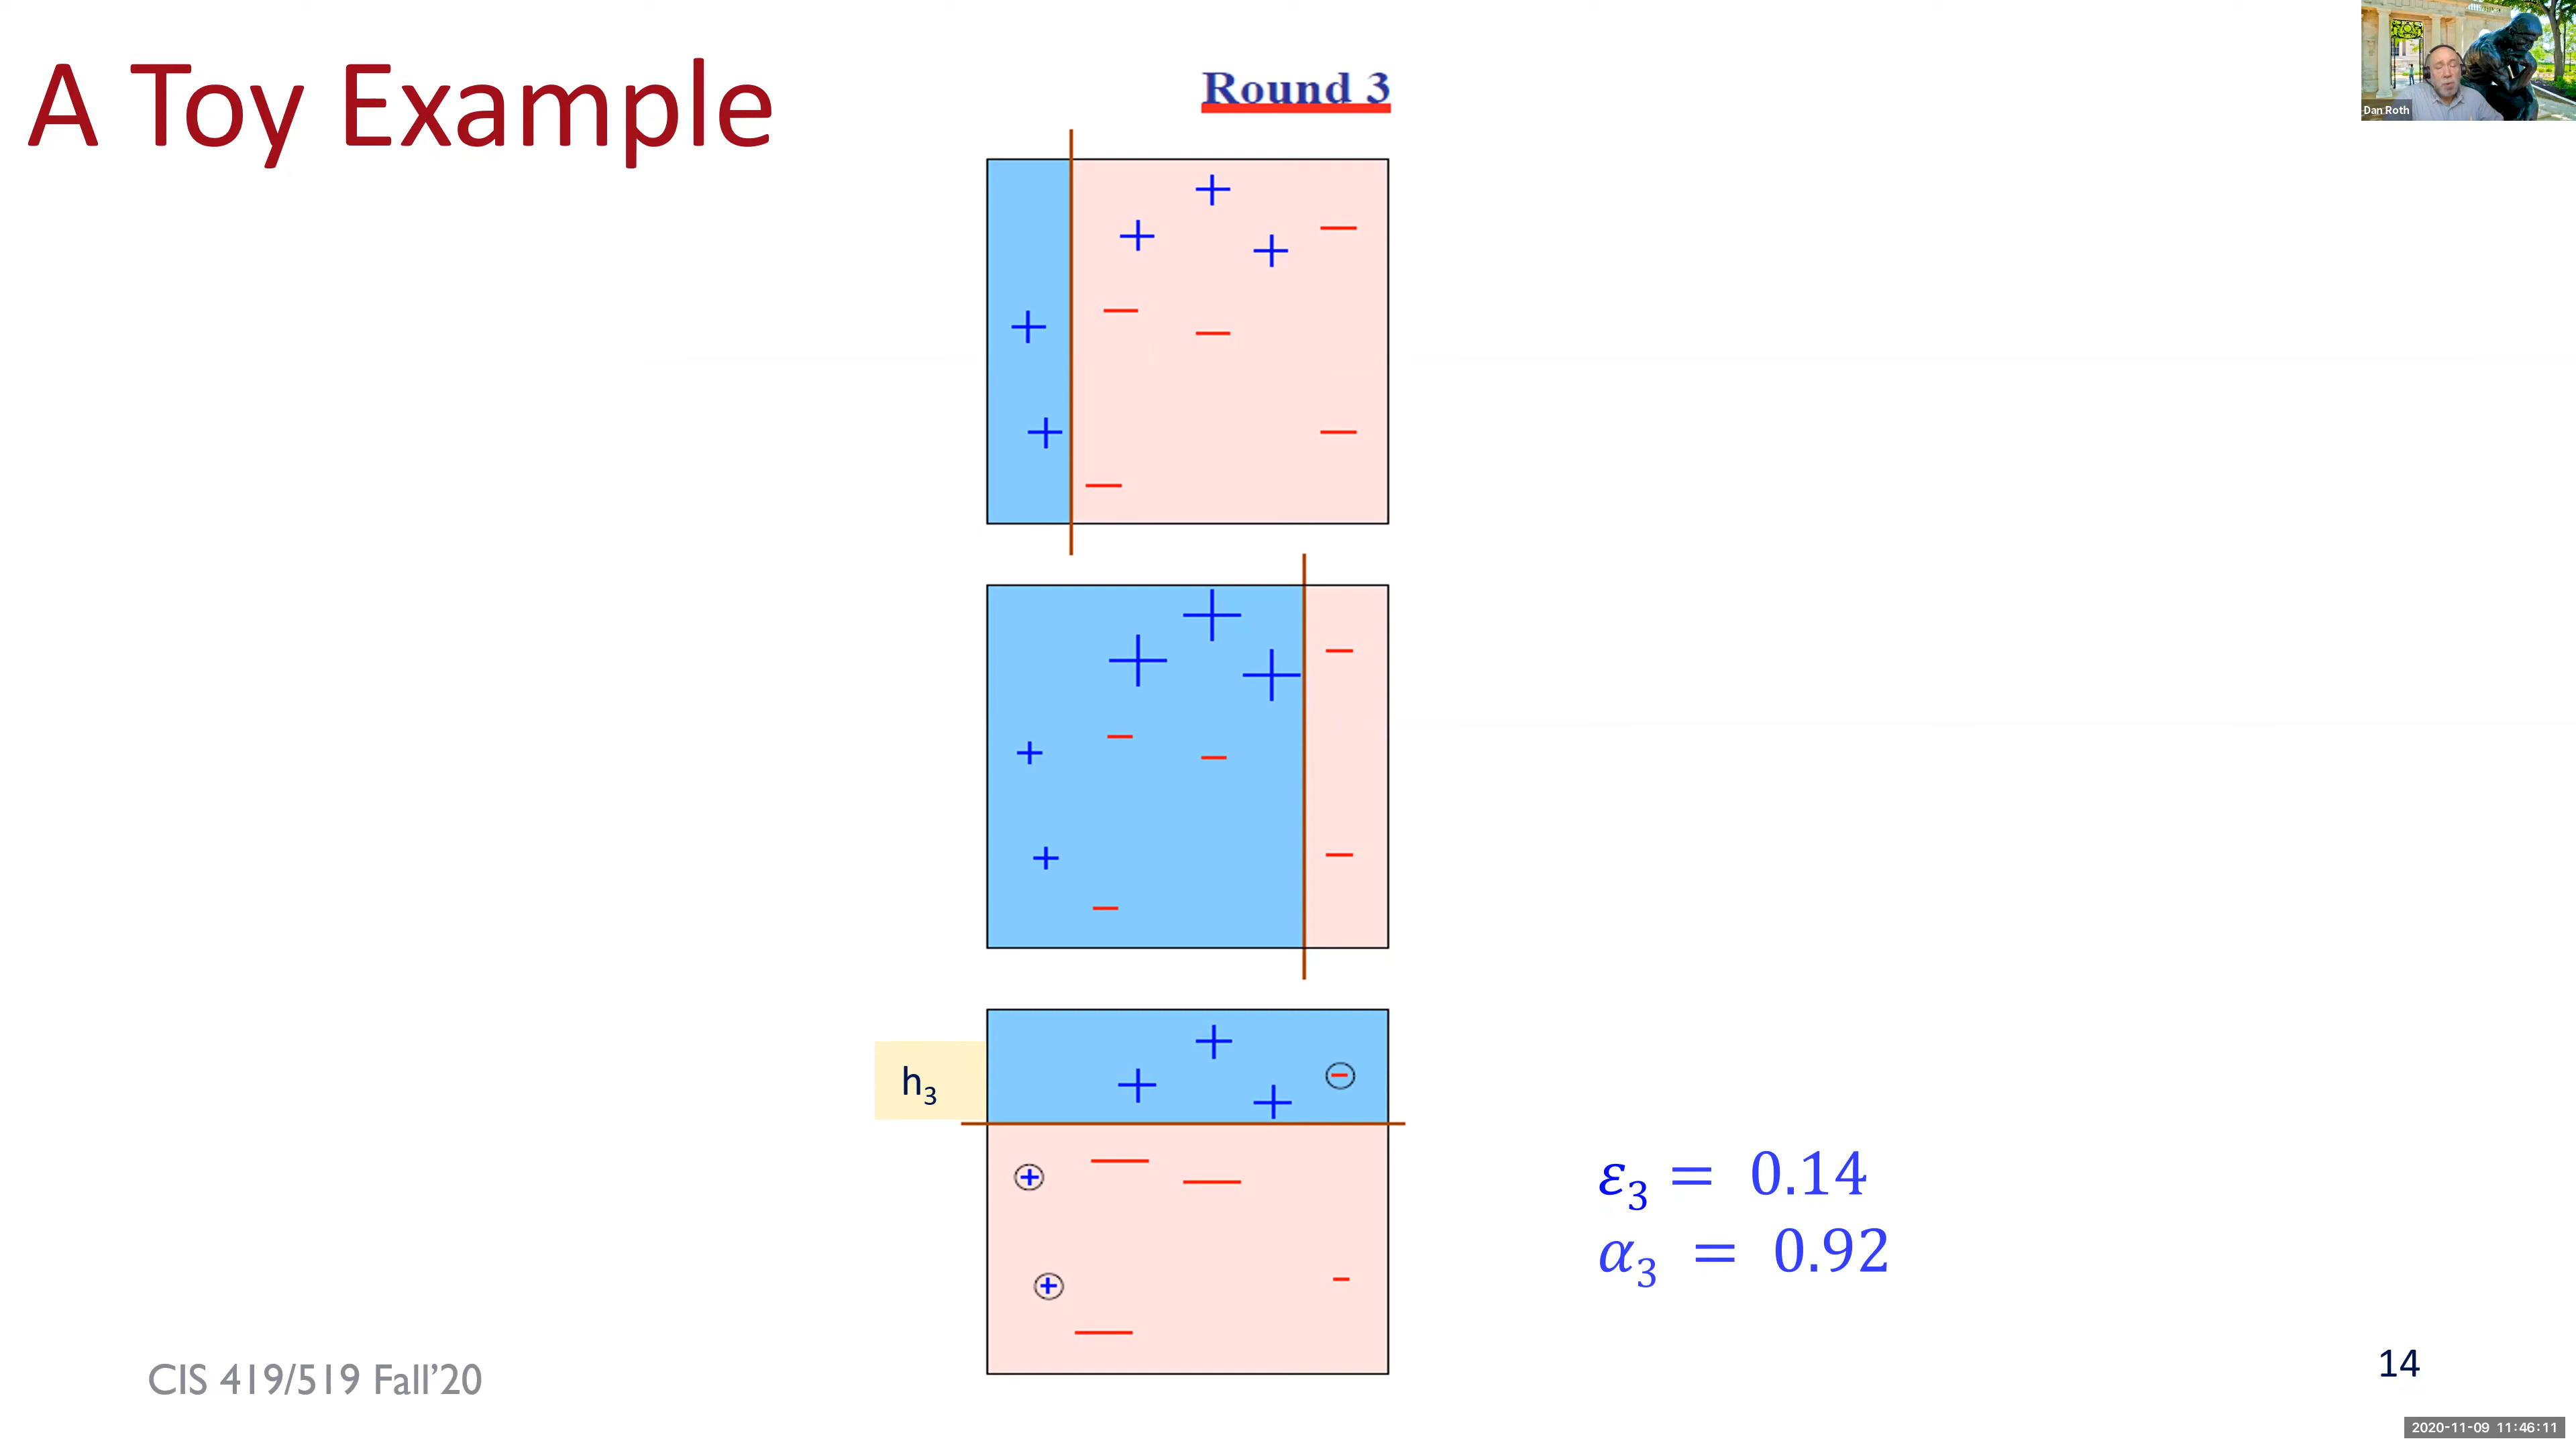 A Toy Example
Round 3
Dan Roth
h₃
ε₃ = 0.14
α₃ = 0.92
CIS 419/519 Fall’20
14
2020-11-09 11:46:11